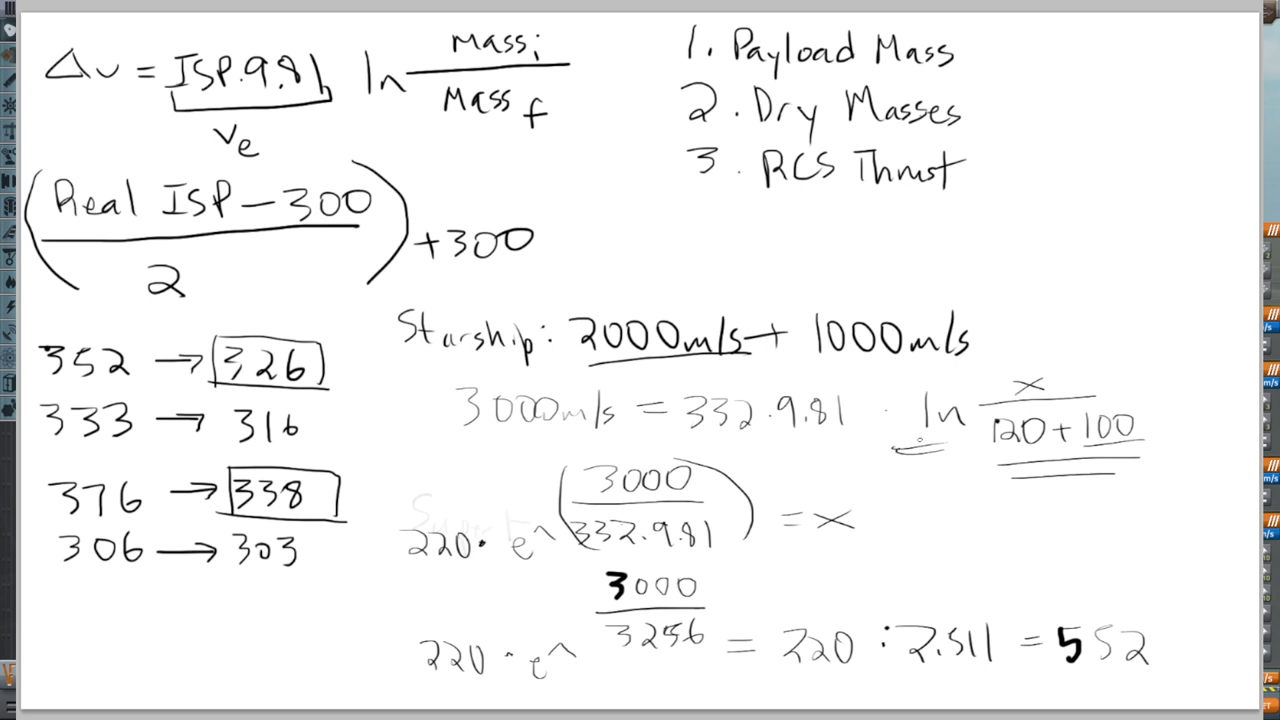 Δv = ISP.9.81 ln Mass i / Mass f
Ve
(Real ISP – 300 / 2) + 300
352 → 326
333 → 316
376 → 338
306 → 303
1. Payload Mass
2. Dry Masses
3. RCS Thrust
Starship: 2000m/s + 1000m/s
3000m/s = 332.9.81 · ln x / 120 + 100
220 · e^ (3000 / 332.9.81) = x
220 · e^ 3000 / 3256 = 220 : 2.511 = 552